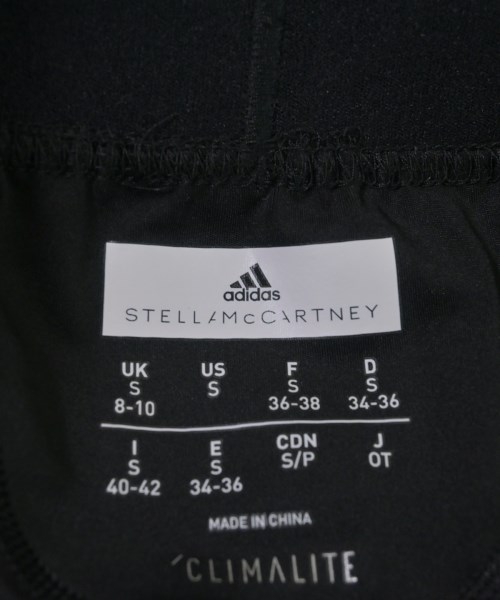 adidas
STELLAMcCARTNEY
UK US F D
S S S S
8-10 36-38 34-36
I E CDN J
S S S/P OT
40-42 34-36
MADE IN CHINA
'CLIMALITE